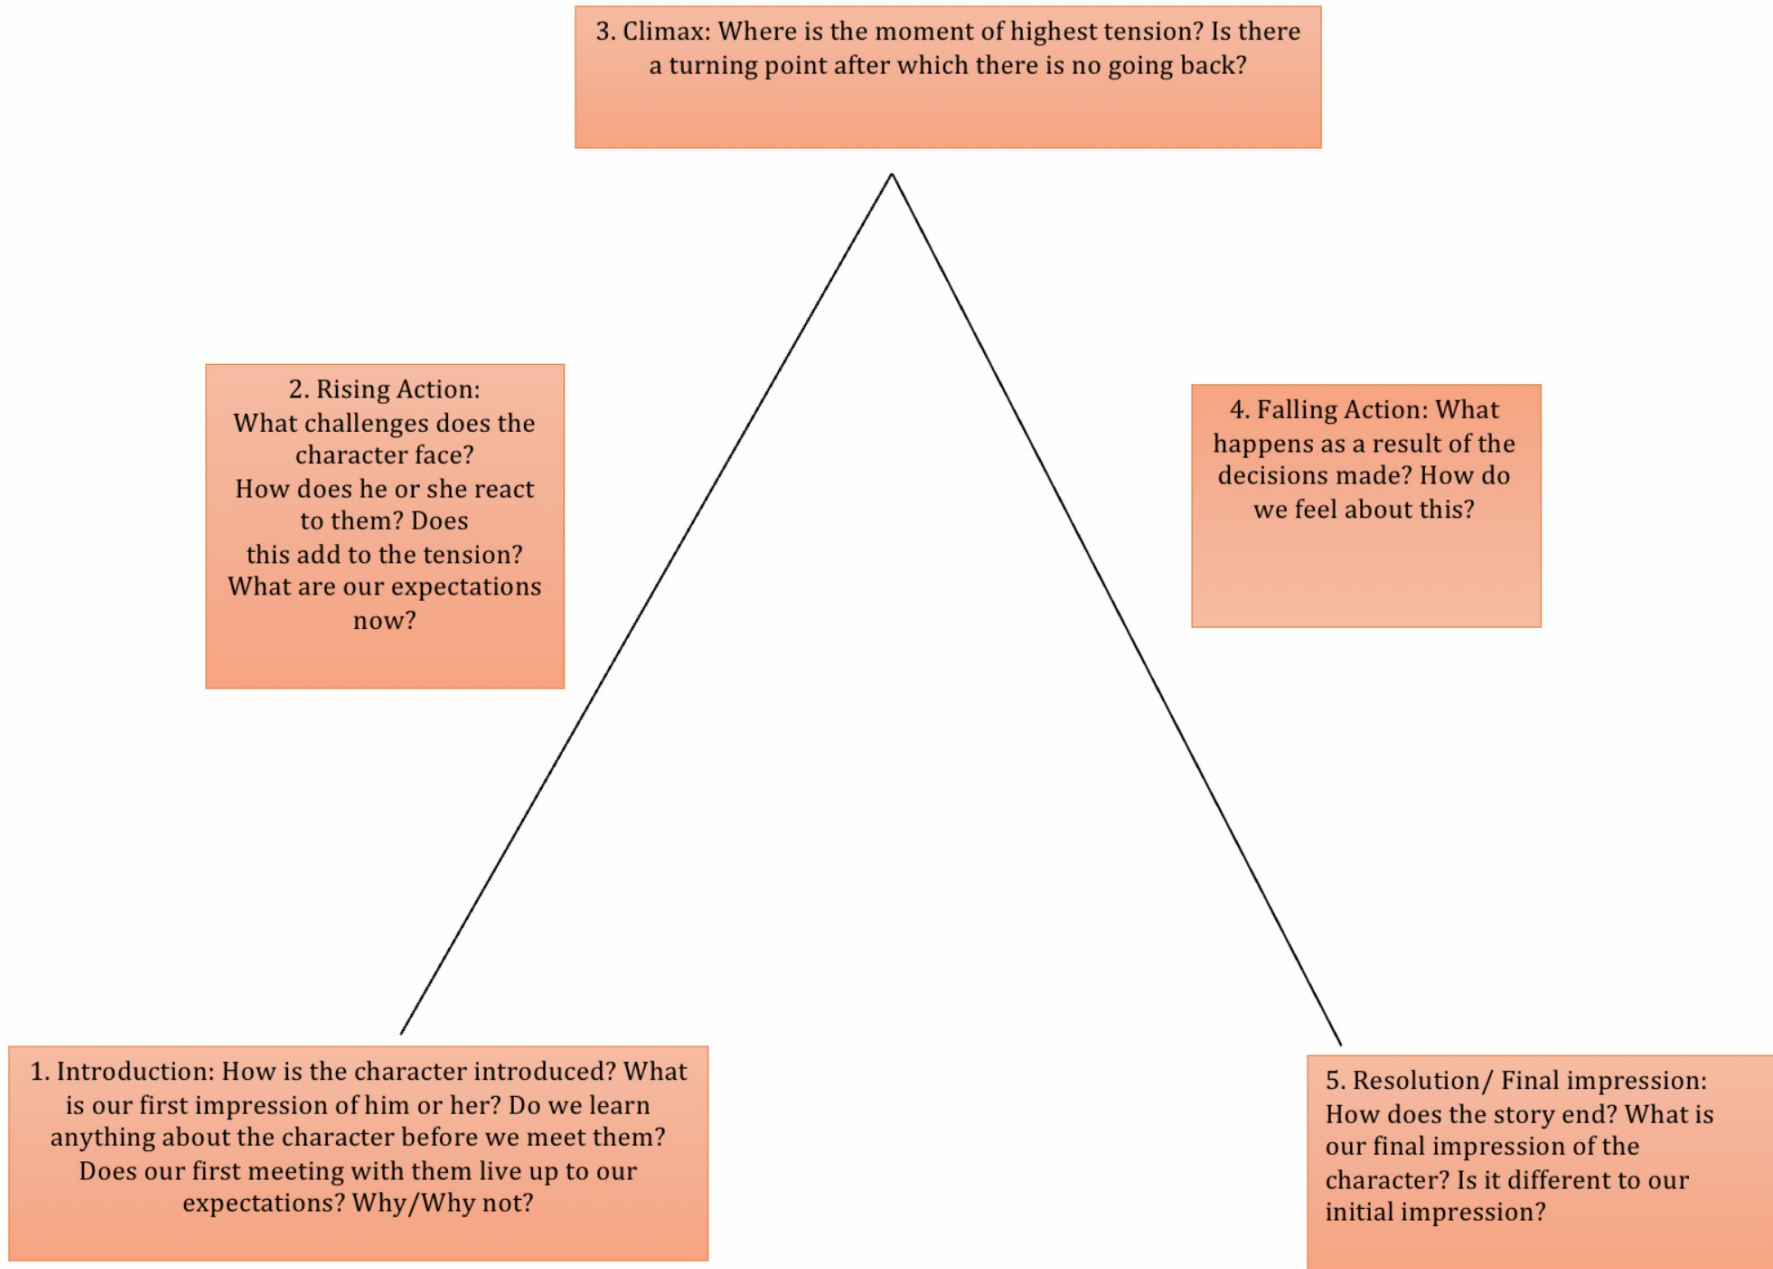 3. Climax: Where is the moment of highest tension? Is there
a turning point after which there is no going back?
2. Rising Action:
What challenges does the
character face?
How does he or she react
to them? Does
this add to the tension?
What are our expectations
now?
4. Falling Action: What
happens as a result of the
decisions made? How do
we feel about this?
1. Introduction: How is the character introduced? What
is our first impression of him or her? Do we learn
anything about the character before we meet them?
Does our first meeting with them live up to our
expectations? Why/Why not?
5. Resolution/ Final impression:
How does the story end? What is
our final impression of the
character? Is it different to our
initial impression?